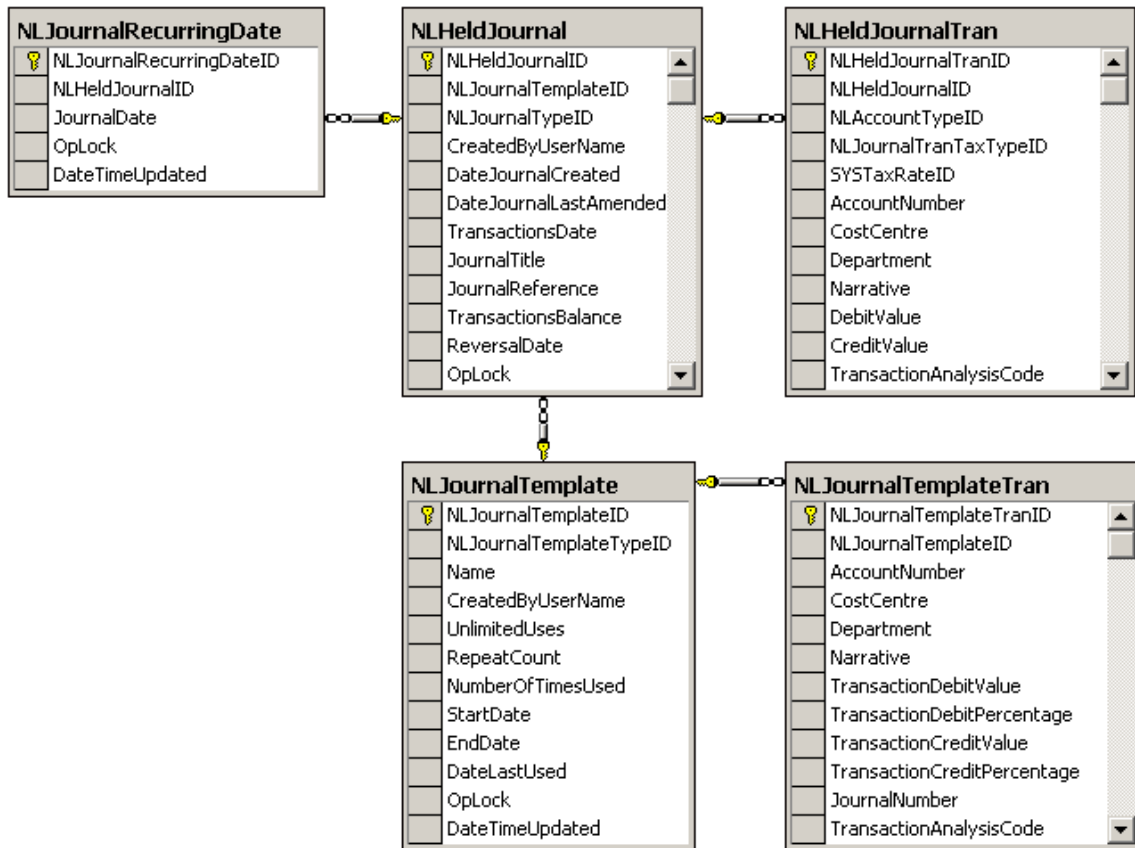 NLJournalRecurringDate
NLJournalRecurringDateID
NLHeldJournalID
JournalDate
OpLock
DateTimeUpdated
NLHeldJournal
NLHeldJournalID
NLJournalTemplateID
NLJournalTypeID
CreatedByUserName
DateJournalCreated
DateJournalLastAmended
TransactionsDate
JournalTitle
JournalReference
TransactionsBalance
ReversalDate
OpLock
NLHeldJournalTran
NLHeldJournalTranID
NLHeldJournalID
NLAccountTypeID
NLJournalTranTaxTypeID
SYSTaxRateID
AccountNumber
CostCentre
Department
Narrative
DebitValue
CreditValue
TransactionAnalysisCode
NLJournalTemplate
NLJournalTemplateID
NLJournalTemplateTypeID
Name
CreatedByUserName
UnlimitedUses
RepeatCount
NumberOfTimesUsed
StartDate
EndDate
DateLastUsed
OpLock
DateTimeUpdated
NLJournalTemplateTran
NLJournalTemplateTranID
NLJournalTemplateID
AccountNumber
CostCentre
Department
Narrative
TransactionDebitValue
TransactionDebitPercentage
TransactionCreditValue
TransactionCreditPercentage
JournalNumber
TransactionAnalysisCode